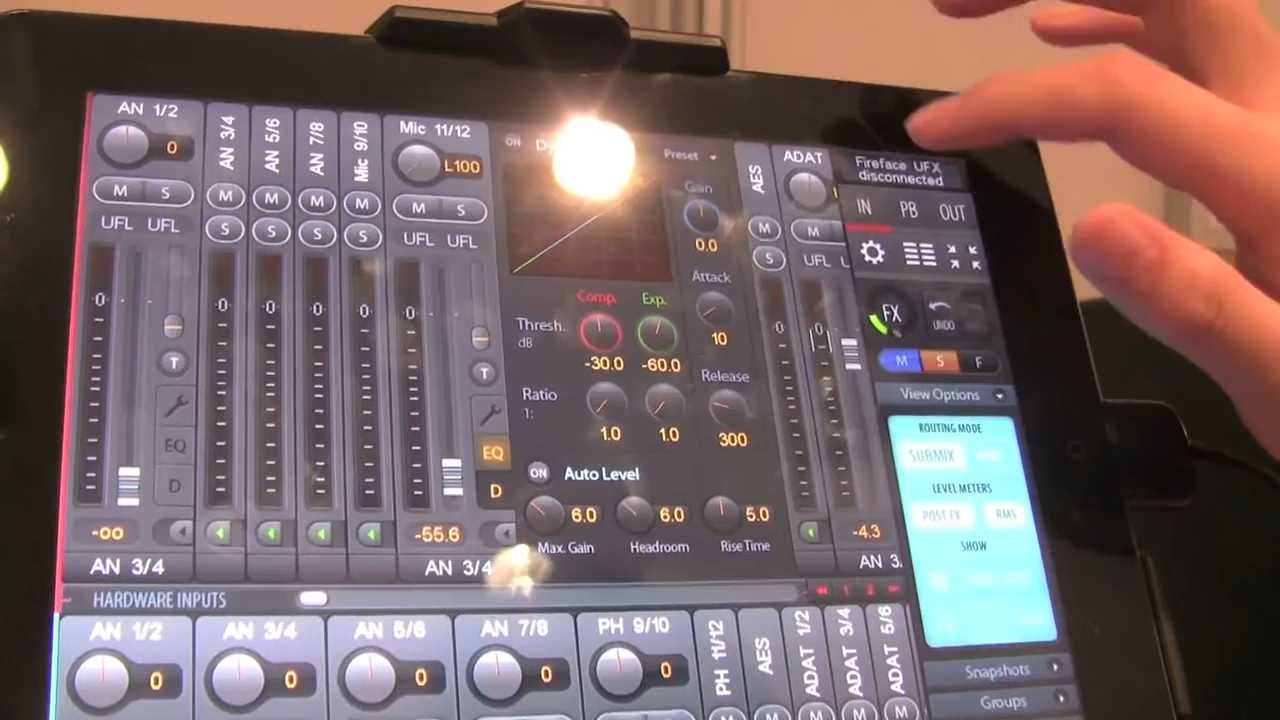 AN 1/2
0
M S
UFL UFL
0
T
EQ
D
-oo
AN 3/4
AN 3/4
M
S
0
AN 5/6
M
S
0
AN 7/8
M
S
0
Mic 9/10
M
S
0
Mic 11/12
L100
M S
UFL UFL
T
EQ
D
-55.6
AN 3/4
ON
Preset
Gain
0.0
Attack
10
Release
300
Comp. Exp.
Thresh.
dB
-30.0 -60.0
Ratio
1:
1.0 1.0
ON Auto Level
6.0 6.0 5.0
Max. Gain Headroom Rise Time
AES
M
S
0
ADAT
M
UFL
0
-4.3
AN 3.
Fireface UFX
disconnected
IN PB OUT
FX
%
UNDO
M S F
View Options
ROUTING MODE
SUBMIX
LEVEL METERS
POST FX RMS
SHOW
Snapshots
Groups
HARDWARE INPUTS
1 2
AN 1/2
0
AN 3/4
0
AN 5/6
0
AN 7/8
0
PH 9/10
0
PH 11/12
M
AES
M
ADAT 1/2
M
ADAT 3/4
M
ADAT 5/6
M